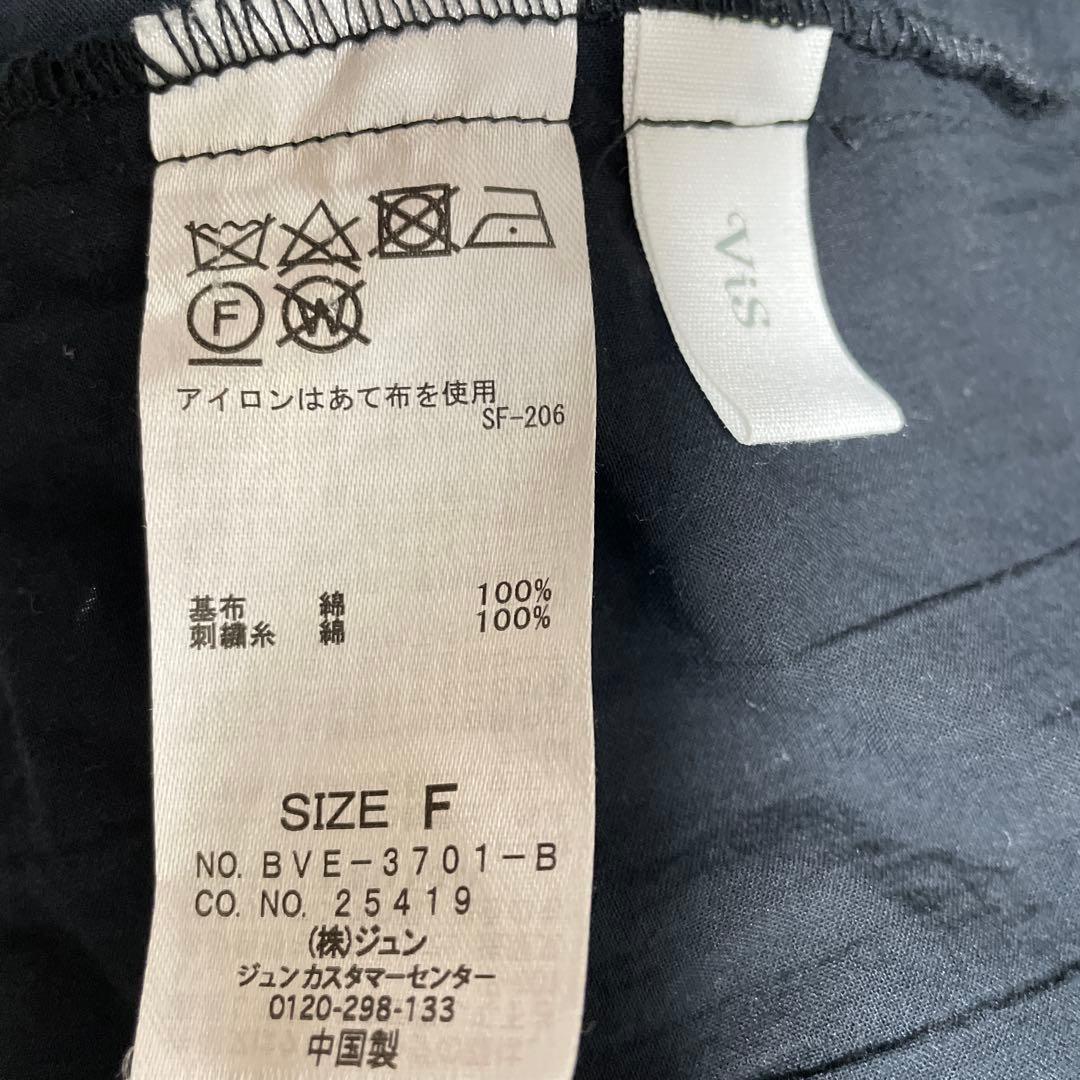 F
W
アイロンはあて布を使用
SF-206
基布 綿 100%
刺繍糸 綿 100%
SIZE F
NO. BVE-3701-B
CO. NO. 25419
(株)ジュン
ジュンカスタマーセンター
0120-298-133
中国製
ViS